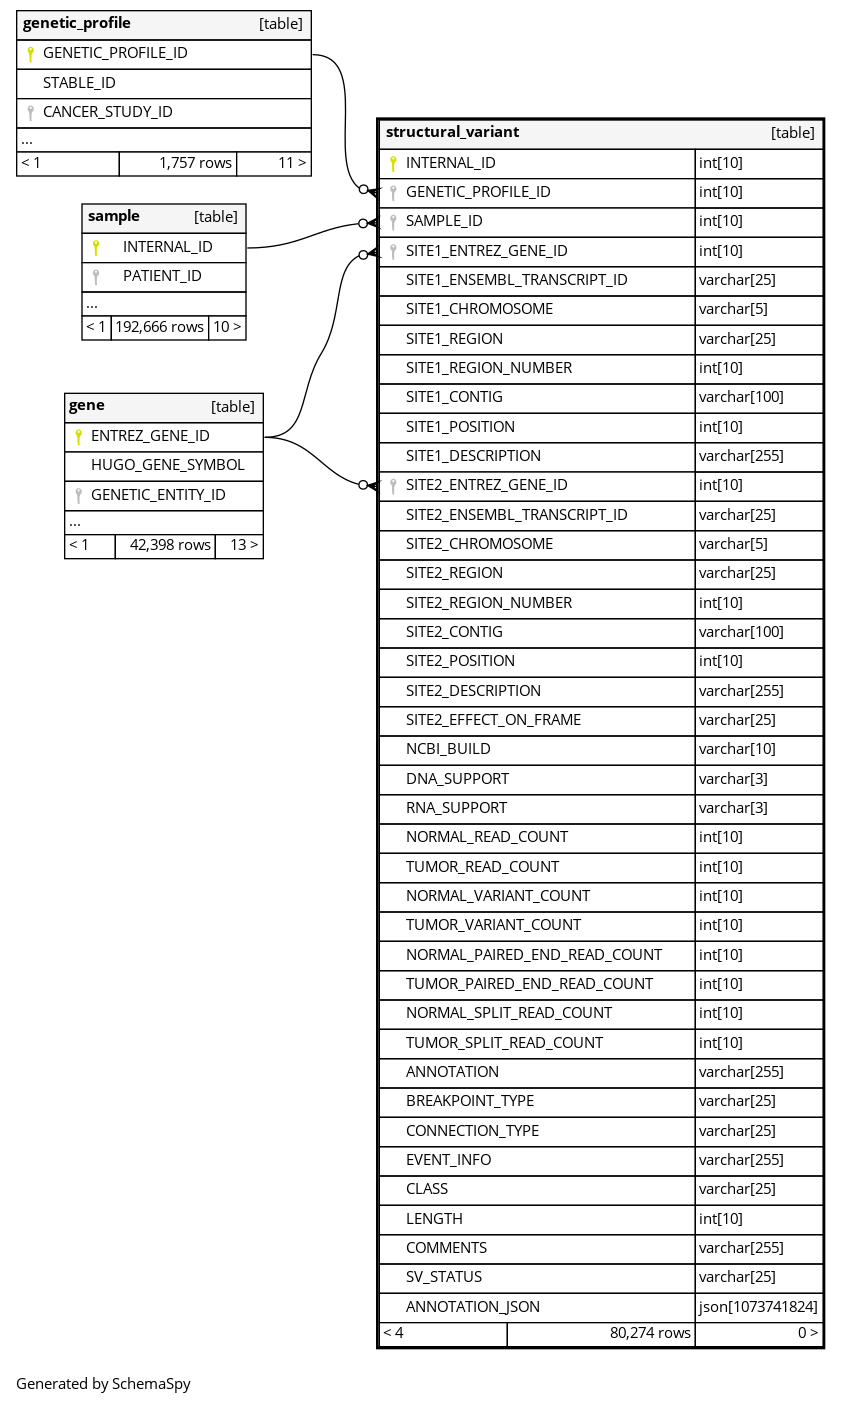 genetic_profile [table]
GENETIC_PROFILE_ID
STABLE_ID
CANCER_STUDY_ID
...
< 1 1,757 rows 11 >
sample [table]
INTERNAL_ID
PATIENT_ID
...
< 1 192,666 rows 10 >
gene [table]
ENTREZ_GENE_ID
HUGO_GENE_SYMBOL
GENETIC_ENTITY_ID
...
< 1 42,398 rows 13 >
structural_variant [table]
INTERNAL_ID int[10]
GENETIC_PROFILE_ID int[10]
SAMPLE_ID int[10]
SITE1_ENTREZ_GENE_ID int[10]
SITE1_ENSEMBL_TRANSCRIPT_ID varchar[25]
SITE1_CHROMOSOME varchar[5]
SITE1_REGION varchar[25]
SITE1_REGION_NUMBER int[10]
SITE1_CONTIG varchar[100]
SITE1_POSITION int[10]
SITE1_DESCRIPTION varchar[255]
SITE2_ENTREZ_GENE_ID int[10]
SITE2_ENSEMBL_TRANSCRIPT_ID varchar[25]
SITE2_CHROMOSOME varchar[5]
SITE2_REGION varchar[25]
SITE2_REGION_NUMBER int[10]
SITE2_CONTIG varchar[100]
SITE2_POSITION int[10]
SITE2_DESCRIPTION varchar[255]
SITE2_EFFECT_ON_FRAME varchar[25]
NCBI_BUILD varchar[10]
DNA_SUPPORT varchar[3]
RNA_SUPPORT varchar[3]
NORMAL_READ_COUNT int[10]
TUMOR_READ_COUNT int[10]
NORMAL_VARIANT_COUNT int[10]
TUMOR_VARIANT_COUNT int[10]
NORMAL_PAIRED_END_READ_COUNT int[10]
TUMOR_PAIRED_END_READ_COUNT int[10]
NORMAL_SPLIT_READ_COUNT int[10]
TUMOR_SPLIT_READ_COUNT int[10]
ANNOTATION varchar[255]
BREAKPOINT_TYPE varchar[25]
CONNECTION_TYPE varchar[25]
EVENT_INFO varchar[255]
CLASS varchar[25]
LENGTH int[10]
COMMENTS varchar[255]
SV_STATUS varchar[25]
ANNOTATION_JSON json[1073741824]
< 4 80,274 rows 0 >
Generated by SchemaSpy